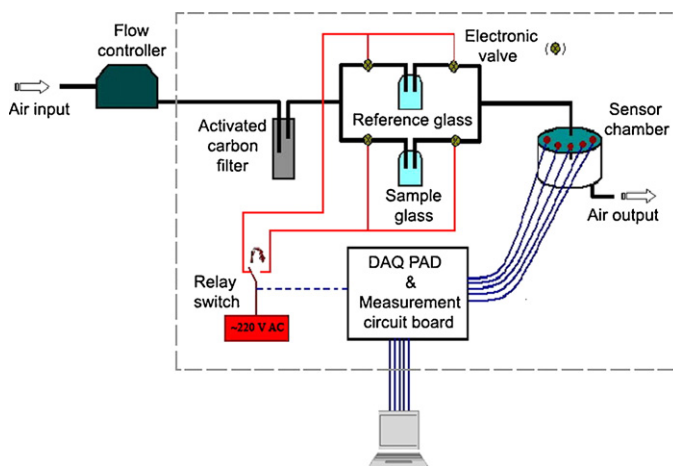 Flow
controller
Air input
Activated
carbon
filter
Reference glass
Sample
glass
Electronic
valve
( )
Sensor
chamber
Air output
Relay
switch
~220 V AC
DAQ PAD
&
Measurement
circuit board